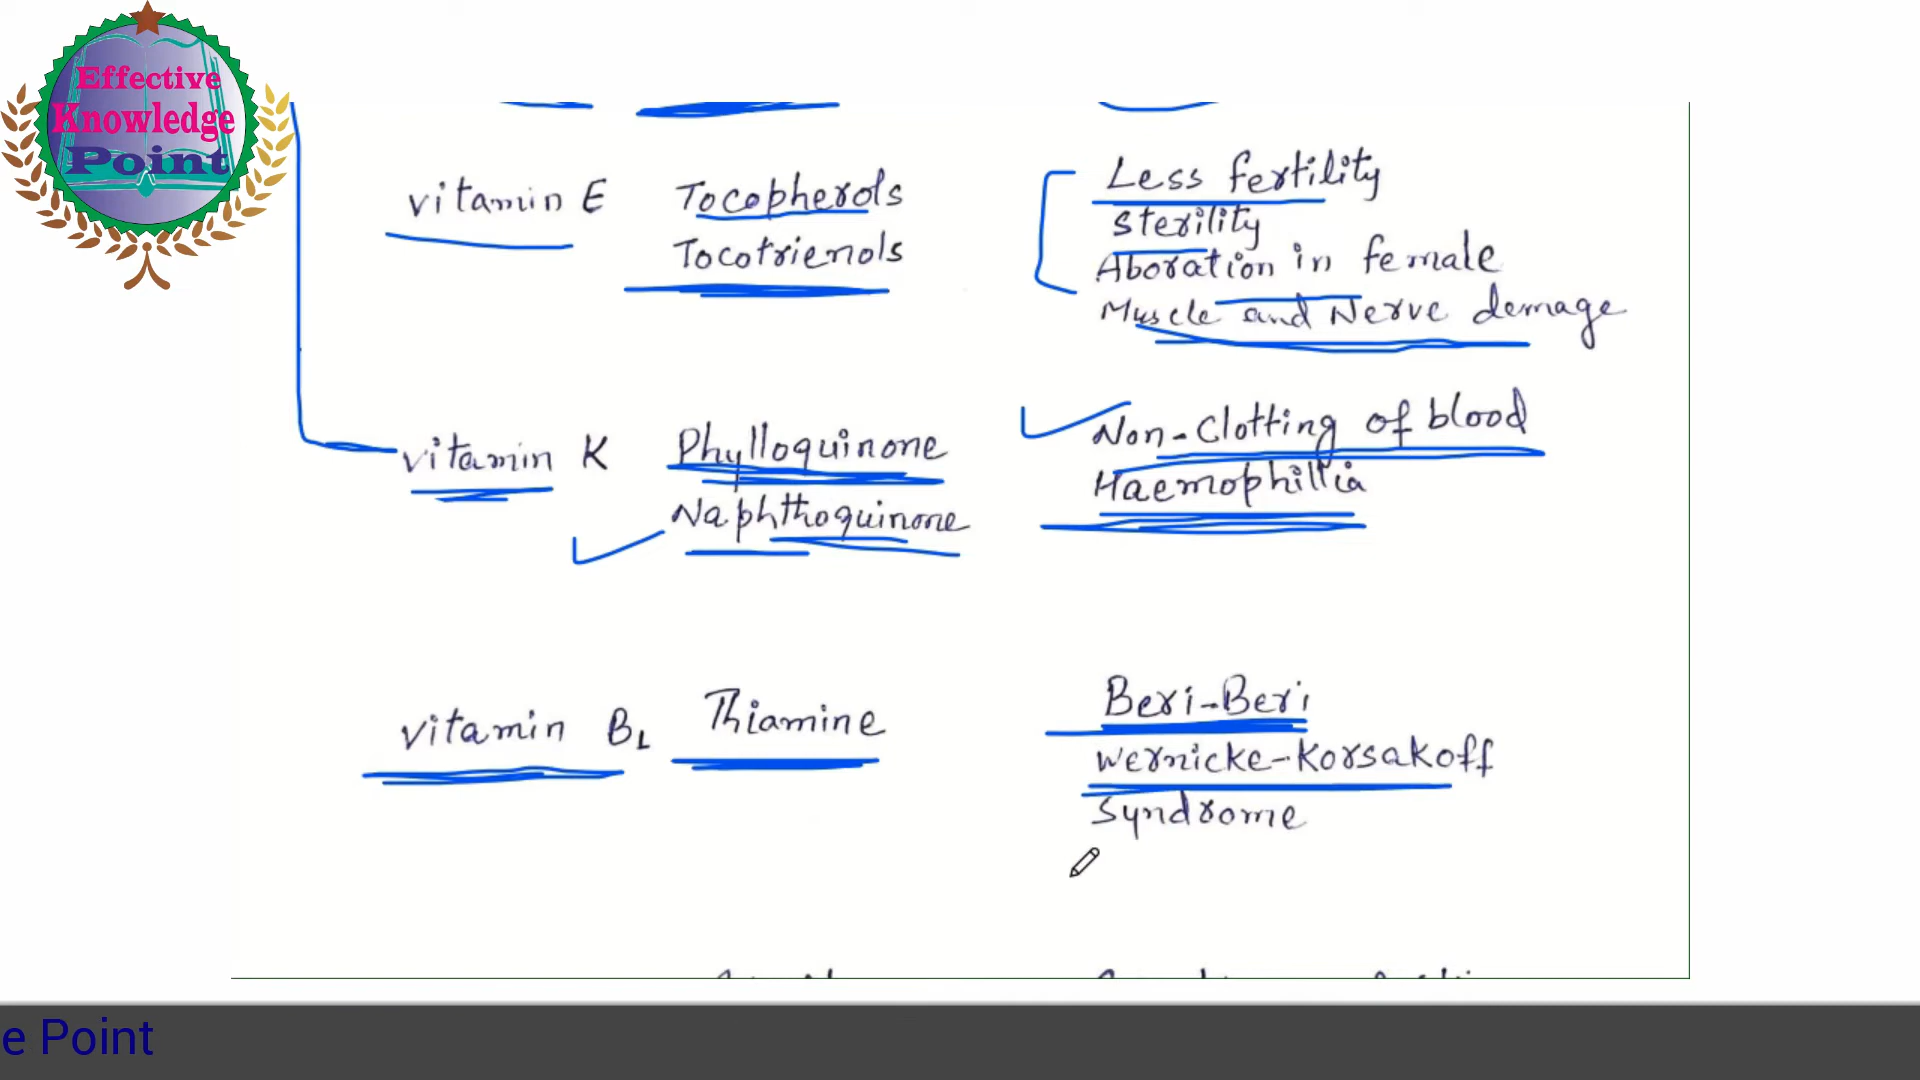 Effective
Knowledge
Point
vitamin E Tocopherols Less fertility
Tocotrienols sterility
Aboration in female
Muscle and Nerve demage
vitamin K Phylloquinone Non-Clotting of blood
Naphthoquinone Haemophillia
vitamin B1 Thiamine Beri-Beri
Wernicke-Korsakoff
Syndrome
e Point